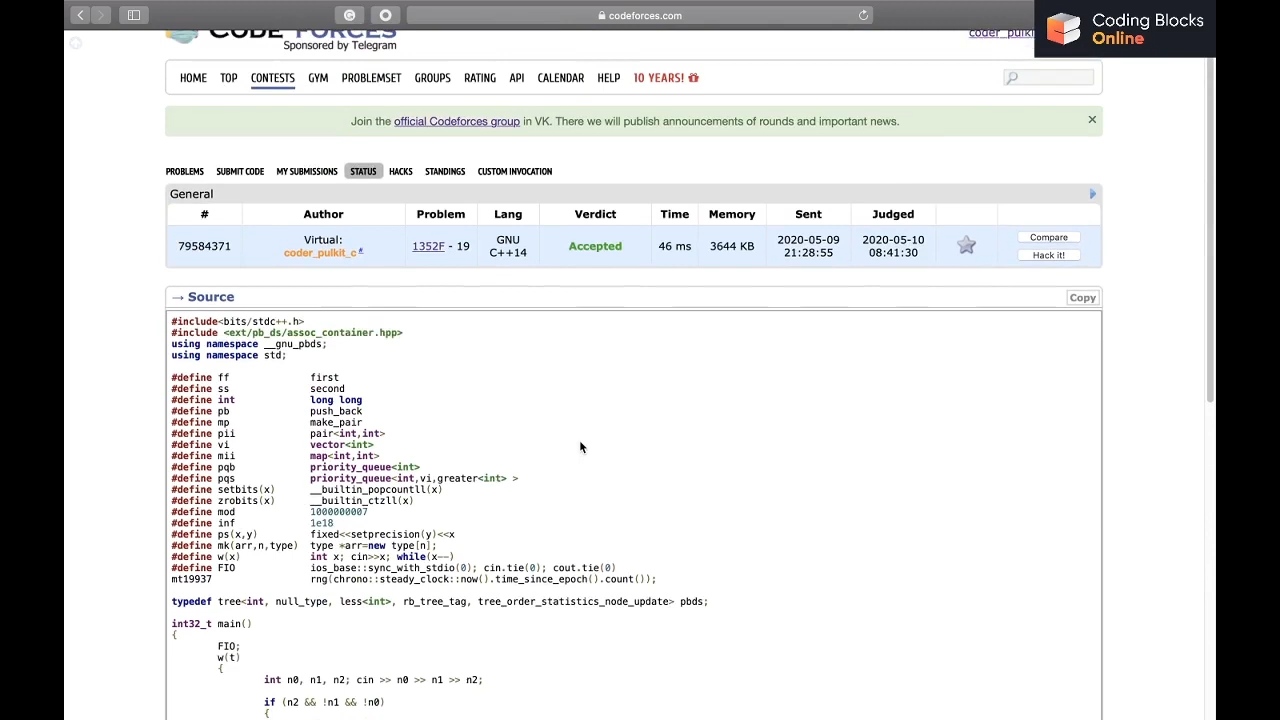 codeforces.com
Coding Blocks
Online
CODE FORCES
Sponsored by Telegram
HOME TOP CONTESTS GYM PROBLEMSET GROUPS RATING API CALENDAR HELP 10 YEARS!
Join the official Codeforces group in VK. There we will publish announcements of rounds and important news.
PROBLEMS SUBMIT CODE MY SUBMISSIONS STATUS HACKS STANDINGS CUSTOM INVOCATION
General
# Author Problem Lang Verdict Time Memory Sent Judged
79584371 Virtual: coder_pulkit_c# 1352F - 19 GNU C++14 Accepted 46 ms 3644 KB 2020-05-09 21:28:55 2020-05-10 08:41:30 Compare Hack it!
→ Source Copy
#include<bits/stdc++.h>
#include <ext/pb_ds/assoc_container.hpp>
using namespace __gnu_pbds;
using namespace std;
#define ff first
#define ss second
#define int long long
#define pb push_back
#define mp make_pair
#define pii pair<int,int>
#define vi vector<int>
#define mii map<int,int>
#define pqb priority_queue<int>
#define pqs priority_queue<int,vi,greater<int> >
#define setbits(x) __builtin_popcountll(x)
#define zrobits(x) __builtin_ctzll(x)
#define mod 1000000007
#define inf 1e18
#define ps(x,y) fixed<<setprecision(y)<<x
#define mk(arr,n,type) type *arr=new type[n];
#define w(x) int x; cin>>x; while(x--)
#define FIO ios_base::sync_with_stdio(0); cin.tie(0); cout.tie(0)
mt19937 rng(chrono::steady_clock::now().time_since_epoch().count());
typedef tree<int, null_type, less<int>, rb_tree_tag, tree_order_statistics_node_update> pbds;
int32_t main()
{
FIO;
w(t)
{
int n0, n1, n2; cin >> n0 >> n1 >> n2;
if (n2 && !n1 && !n0)
{